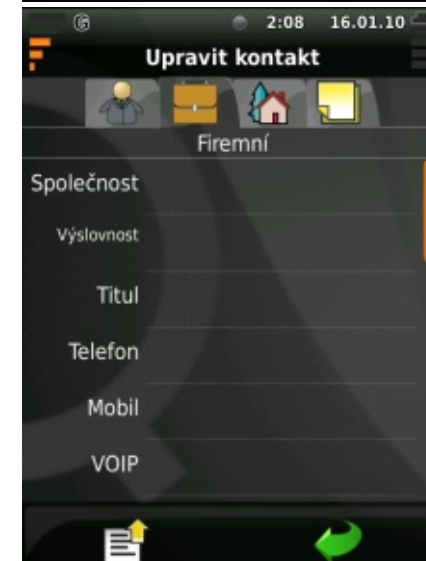 2:08 16.01.10
Upravit kontakt
Firemní
Společnost
Výslovnost
Titul
Telefon
Mobil
VOIP